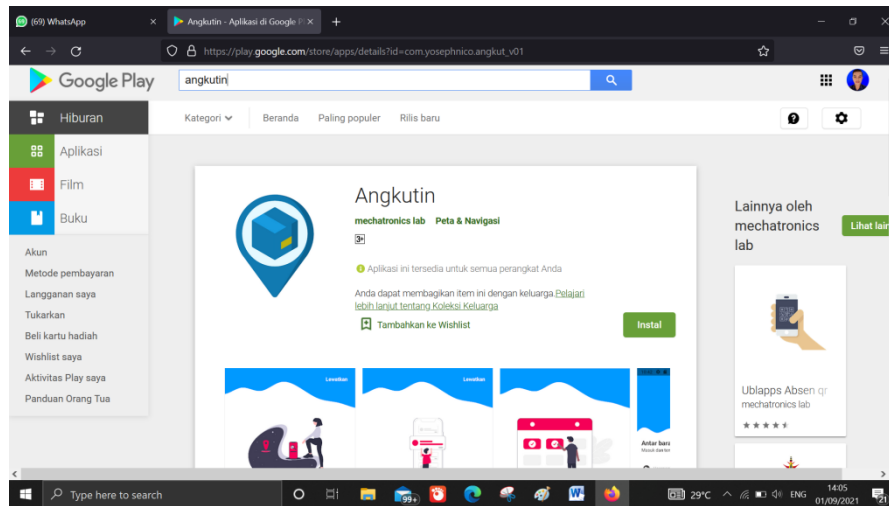 (69) WhatsApp
Angkutin - Aplikasi di Google Pl
https://play.google.com/store/apps/details?id=com.yosephnico.angkut_v01
Google Play
angkutin
Hiburan
Kategori
Beranda
Paling populer
Rilis baru
Aplikasi
Film
Buku
Akun
Metode pembayaran
Langganan saya
Tukarkan
Beli kartu hadiah
Wishlist saya
Aktivitas Play saya
Panduan Orang Tua
Angkutin
mechatronics lab Peta & Navigasi
3+
Aplikasi ini tersedia untuk semua perangkat Anda
Anda dapat membagikan item ini dengan keluarga.Pelajari
lebih lanjut tentang Koleksi Keluarga
Tambahkan ke Wishlist
Instal
Lewatkan
Lewatkan
Antar bara
Lainnya oleh
mechatronics
lab
Lihat lain
Ublapps Absen qr
mechatronics lab
Type here to search
99+
29°C
ENG
14:05
01/09/2021
21